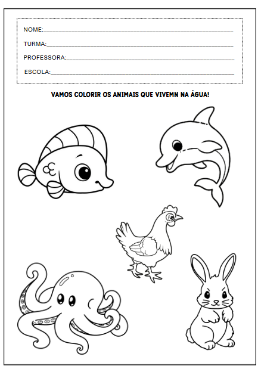 NOME:
TURMA:
PROFESSORA:
ESCOLA:
VAMOS COLORIR OS ANIMAIS QUE VIVEMN NA ÁGUA!